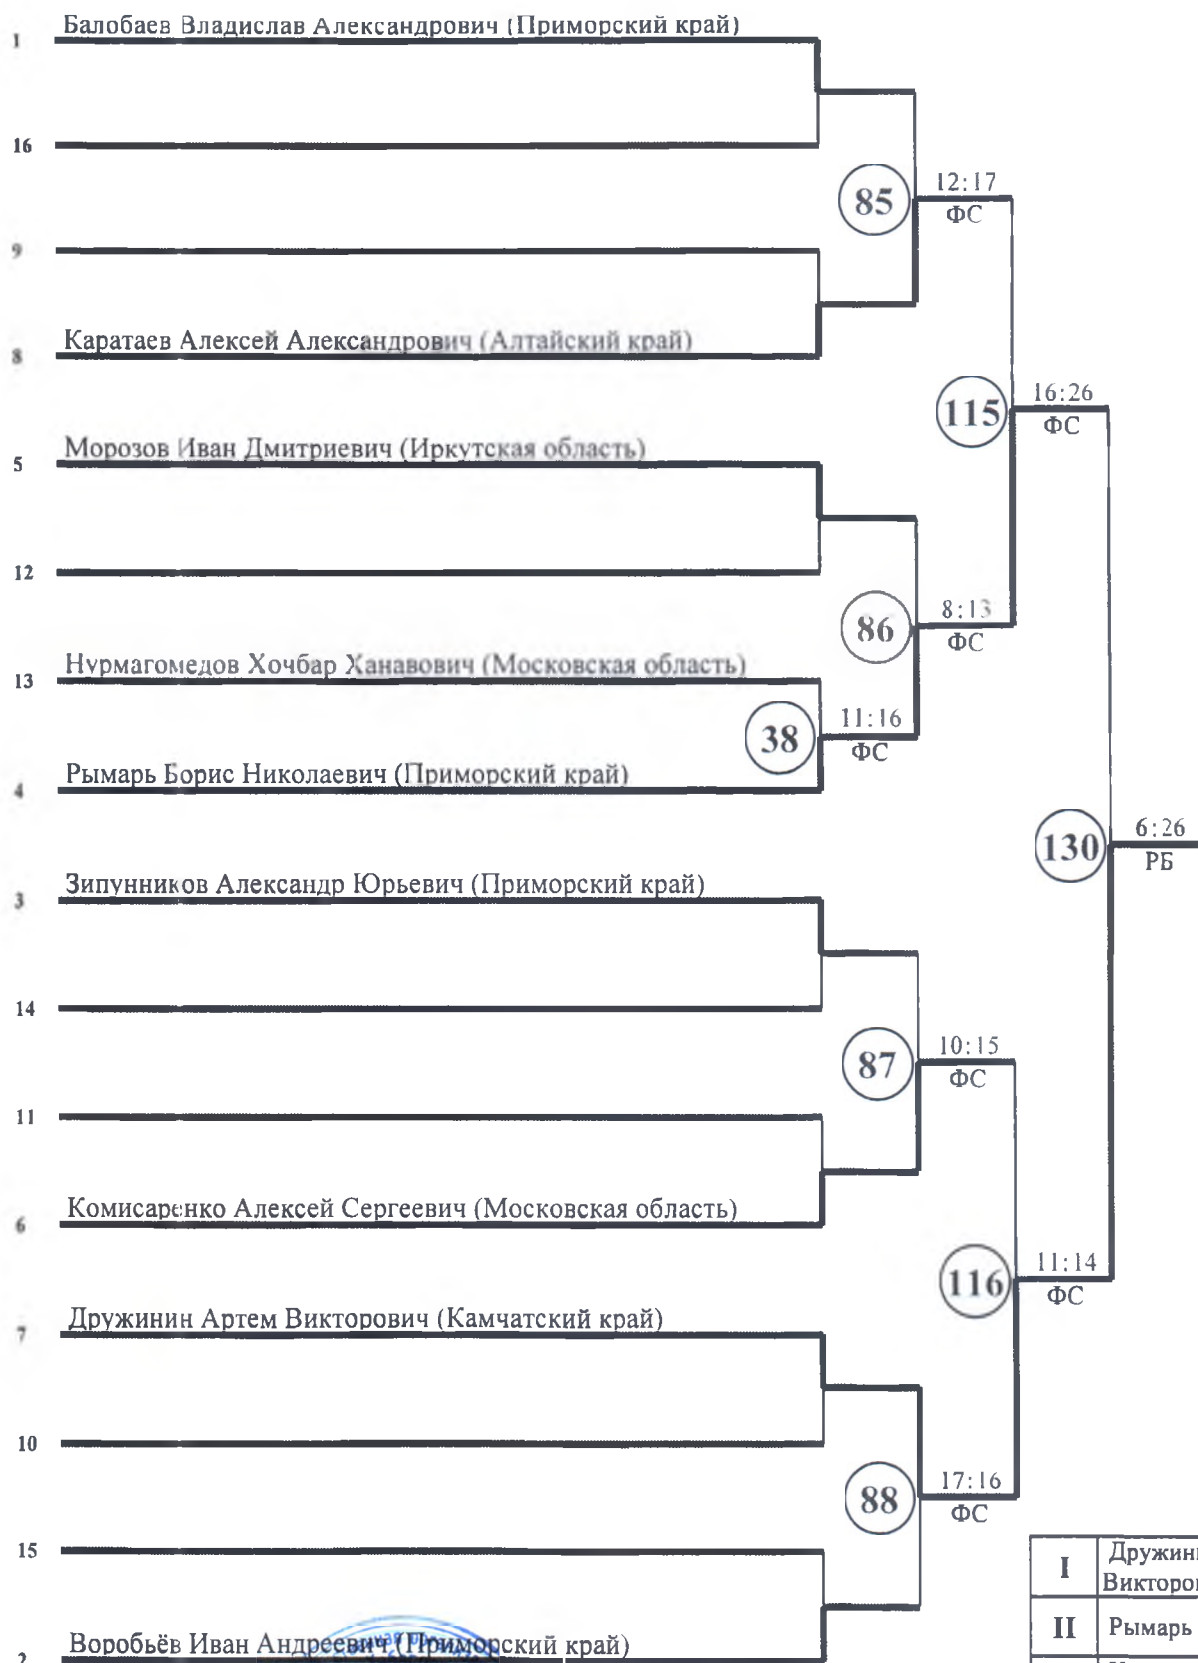 1 Балобаев Владислав Александрович (Приморский край)
16
9
8 Каратаев Алексей Александрович (Алтайский край)
85
12:17
ФС
5 Морозов Иван Дмитриевич (Иркутская область)
12
13 Нурмагомедов Хочбар Ханавович (Московская область)
4 Рымарь Борис Николаевич (Приморский край)
38
11:16
ФС
86
8:13
ФС
115
16:26
ФС
3 Зипунников Александр Юрьевич (Приморский край)
14
11
6 Комисаренко Алексей Сергеевич (Московская область)
87
10:15
ФС
7 Дружинин Артем Викторович (Камчатский край)
10
15
2 Воробьёв Иван Андреевич (Приморский край)
88
17:16
ФС
116
11:14
ФС
130
6:26
РБ
I
II Рымарь